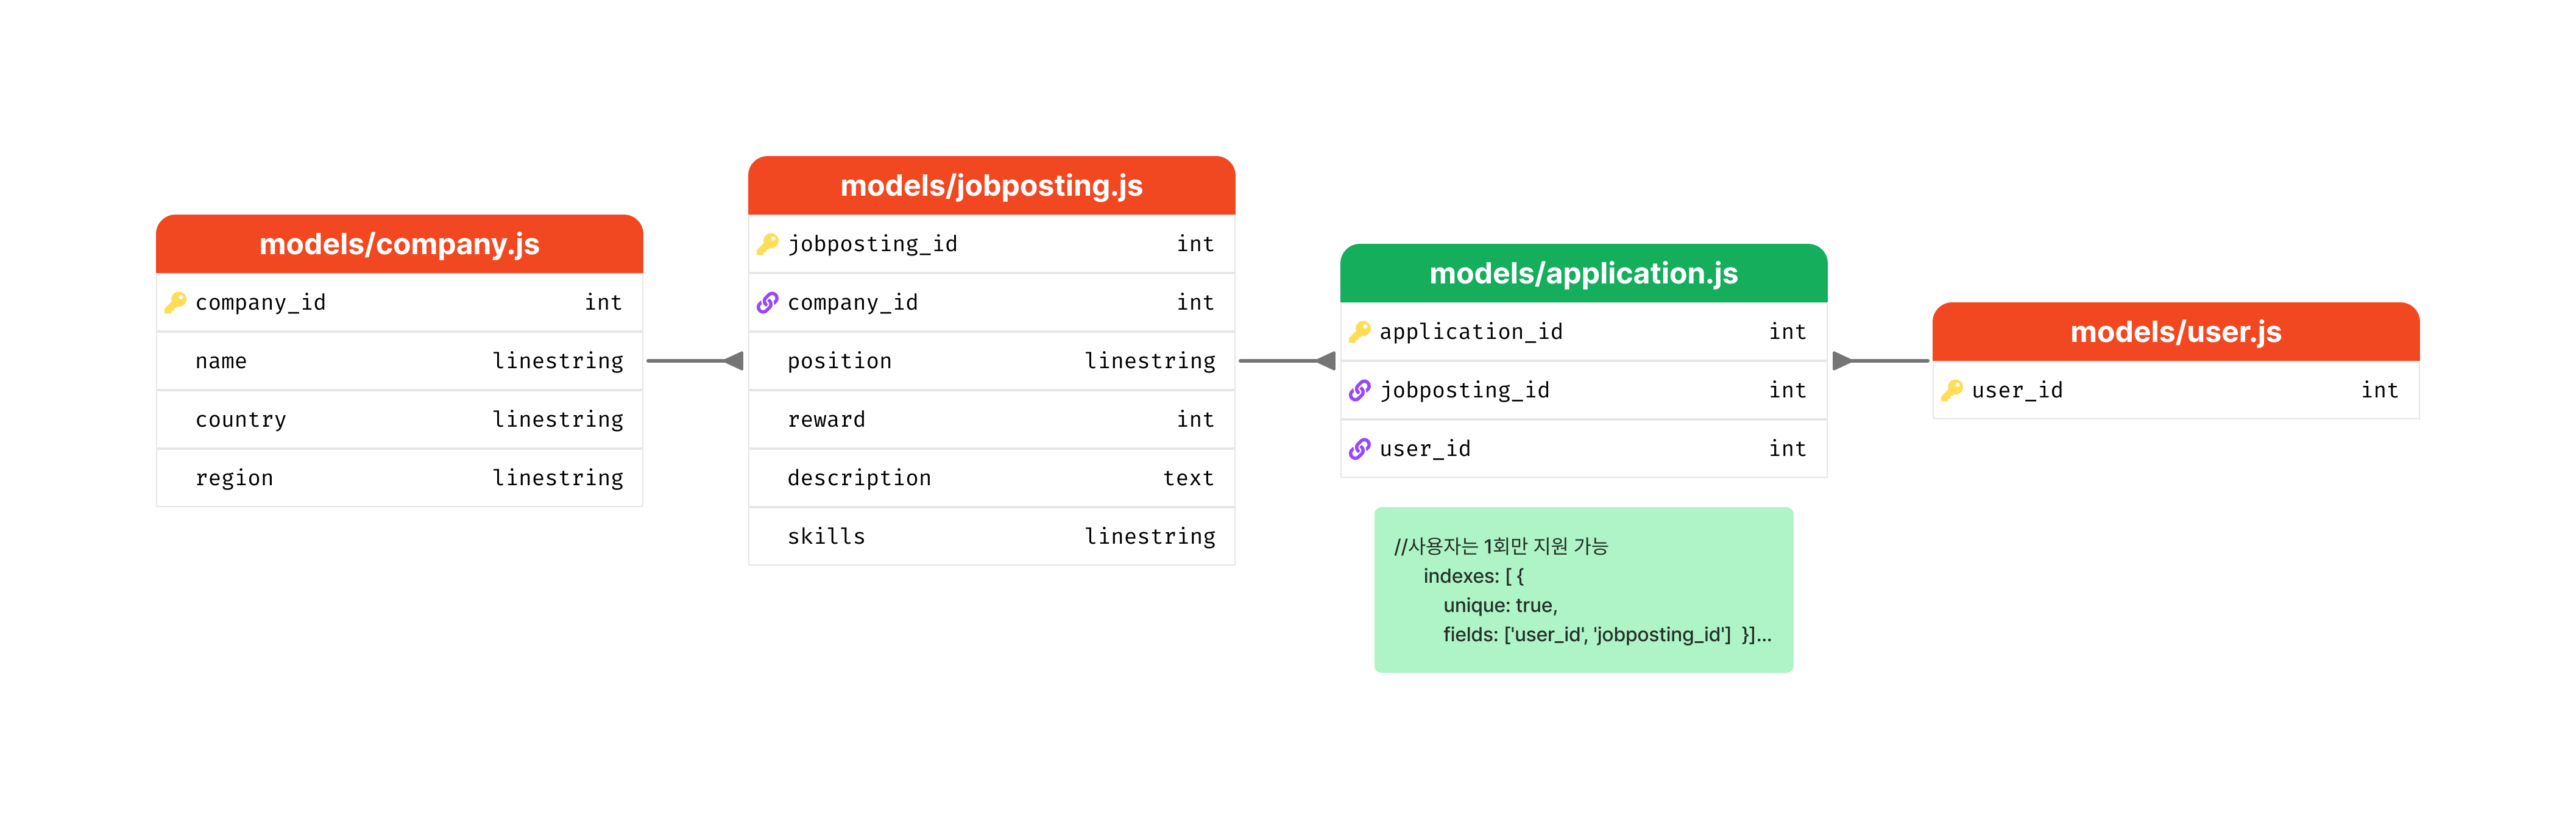 models/company.js
company_id int
name linestring
country linestring
region linestring
models/jobposting.js
jobposting_id int
company_id int
position linestring
reward int
description text
skills linestring
models/application.js
application_id int
jobposting_id int
user_id int
//사용자는 1회만 지원 가능
indexes: [ {
unique: true,
fields: ['user_id', 'jobposting_id'] }]...
models/user.js
user_id int